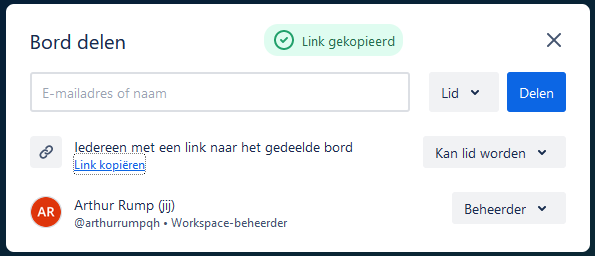 Bord delen
Link gekopieerd
E-mailadres of naam
Lid
Delen
Iedereen met een link naar het gedeelde bord
Link kopiëren
Kan lid worden
AR
Arthur Rump (jij)
@arthurrumpqh • Workspace-beheerder
Beheerder